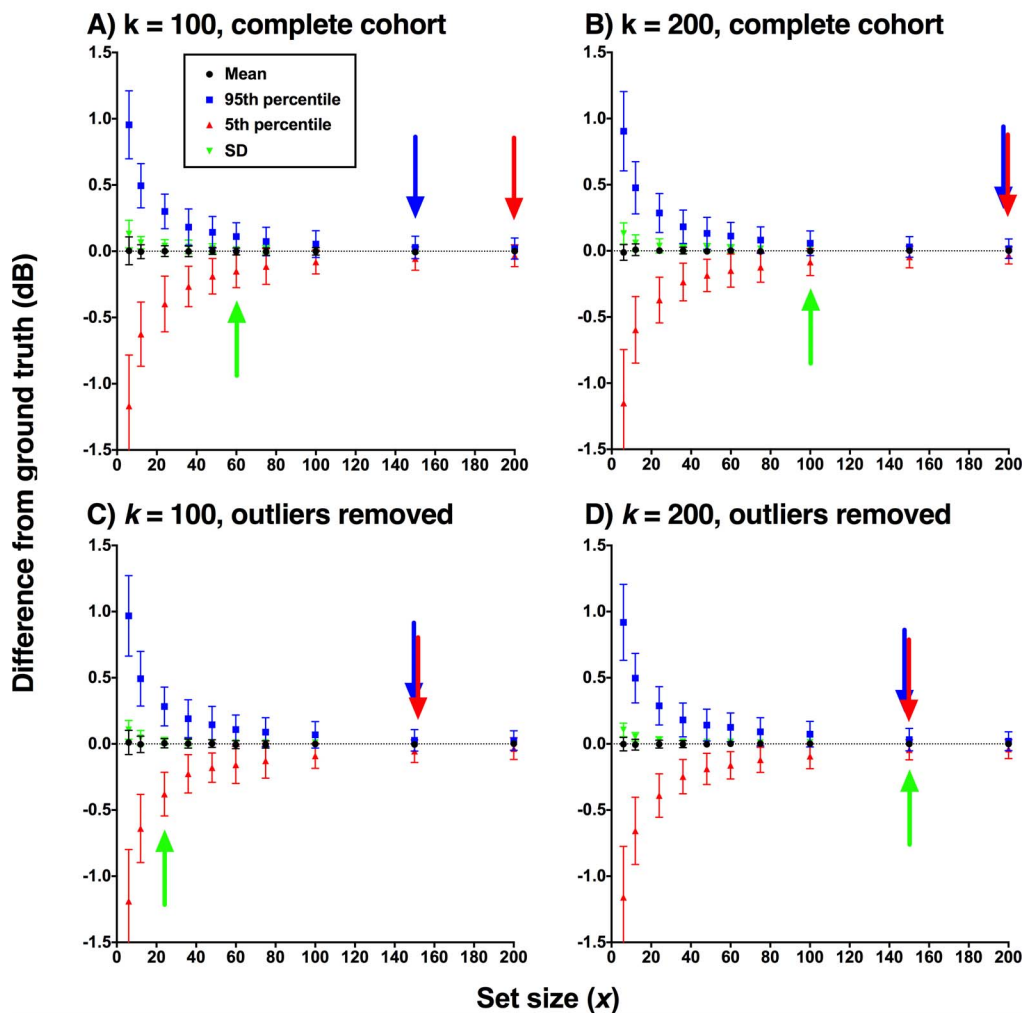 A) k = 100, complete cohort
B) k = 200, complete cohort
Mean
95th percentile
5th percentile
SD
1.5
1.0
0.5
0.0
-0.5
-1.0
-1.5
0 20 40 60 80 100 120 140 160 180 200
1.5
1.0
0.5
0.0
-0.5
-1.0
-1.5
0 20 40 60 80 100 120 140 160 180 200
C) k = 100, outliers removed
D) k = 200, outliers removed
1.5
1.0
0.5
0.0
-0.5
-1.0
-1.5
0 20 40 60 80 100 120 140 160 180 200
1.5
1.0
0.5
0.0
-0.5
-1.0
-1.5
0 20 40 60 80 100 120 140 160 180 200
Difference from ground truth (dB)
Set size (x)